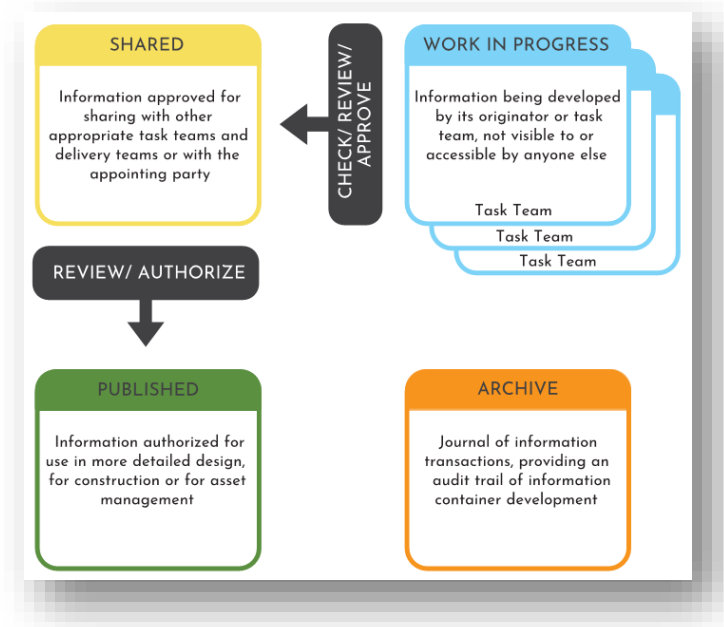 SHARED
Information approved for
sharing with other
appropriate task teams and
delivery teams or with the
appointing party
CHECK/ REVIEW/
APPROVE
WORK IN PROGRESS
Information being developed
by its originator or task
team, not visible to or
accessible by anyone else
Task Team
Task Team
Task Team
REVIEW/ AUTHORIZE
PUBLISHED
Information authorized for
use in more detailed design,
for construction or for asset
management
ARCHIVE
Journal of information
transactions, providing an
audit trail of information
container development